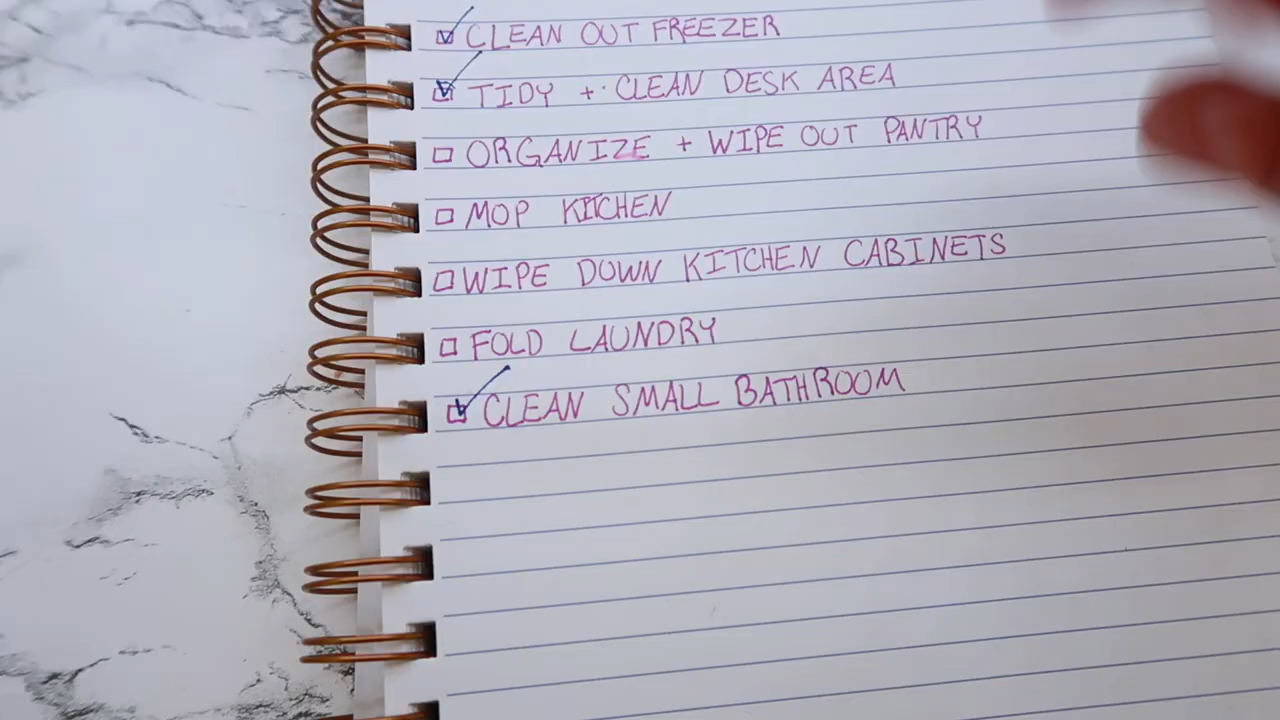 CLEAN OUT FREEZER
TIDY + CLEAN DESK AREA
ORGANIZE + WIPE OUT PANTRY
MOP KITCHEN
WIPE DOWN KITCHEN CABINETS
FOLD LAUNDRY
CLEAN SMALL BATHROOM